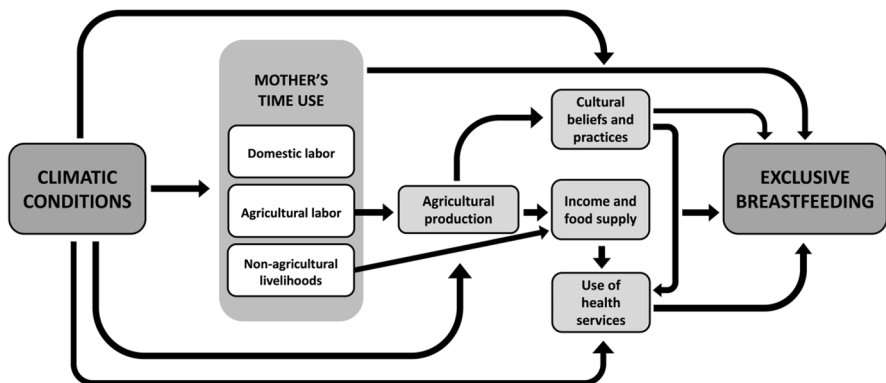 MOTHER'S
TIME USE
Domestic labor
Agricultural labor
Non-agricultural
livelihoods
CLIMATIC
CONDITIONS
Agricultural
production
Cultural
beliefs and
practices
Income and
food supply
Use of
health
services
EXCLUSIVE
BREASTFEEDING